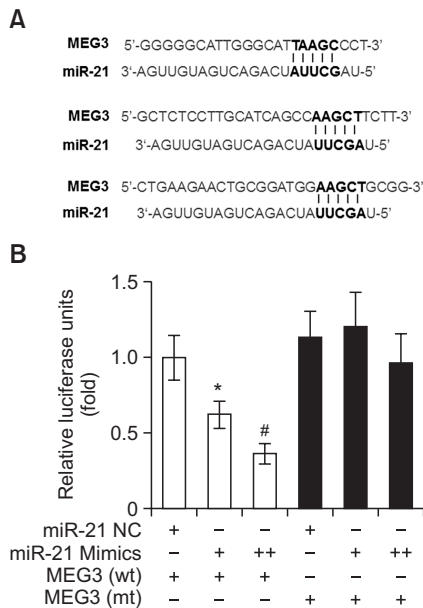 A
MEG3 5'-GGGGGCATTGGGCATTAAGCCCT-3'
miR-21 3'-AGUUGUAGUCAGACUAUUCGAU-5'
MEG3 5'-GCTCTCCTTGCATCAGCCAAGCTTCTT-3'
miR-21 3'-AGUUGUAGUCAGACUAUUCGAU-5'
MEG3 5'-CTGAAGAACTGCGGATGGAAGCTGCGG-3'
miR-21 3'-AGUUGUAGUCAGACUAUUCGAU-5'
B
Relative luciferase units
(fold)
1.5
1.0
0.5
0
*
#
miR-21 NC + – – + – –
miR-21 Mimics – + ++ – + ++
MEG3 (wt) + + + – – –
MEG3 (mt) – – – + + +